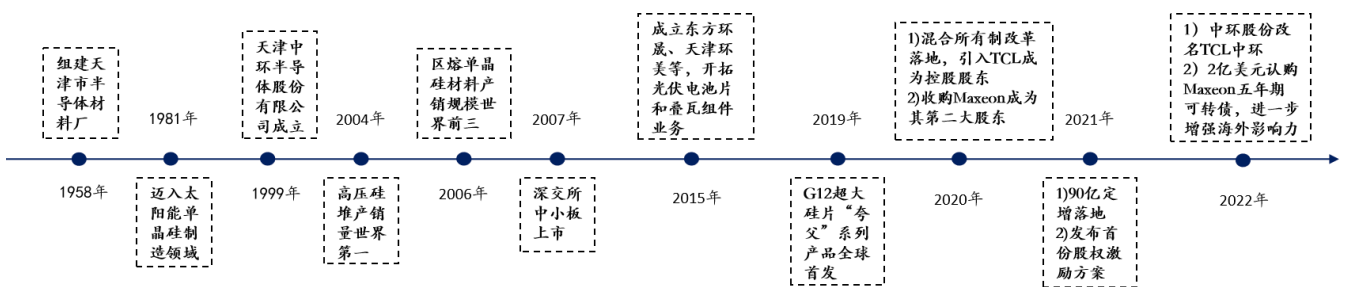 组建天
津市半
导体材
料厂
1958年
1981年
迈入太
阳能单
晶硅制
造领域
天津中
环半导
体股份
有限公
司成立
1999年
2004年
高压硅
堆产销
量世界
第一
区熔单晶
硅材料产
销规模世
界前三
2006年
2007年
深交所
中小板
上市
成立东方环
晟、天津环
美等，开拓
光伏电池片
和叠瓦组件
业务
2015年
2019年
G12超大
硅片“夸
父”系列
产品全球
首发
1)混合所有制改革
落地，引入TCL成
为控股股东
2)收购Maxeon成为
其第二大股东
2020年
2021年
1)90亿定
增落地
2)发布首
份股权激
励方案
1）中环股份改
名TCL中环
2）2亿美元认购
Maxeon五年期
可转债，进一步
增强海外影响力
2022年